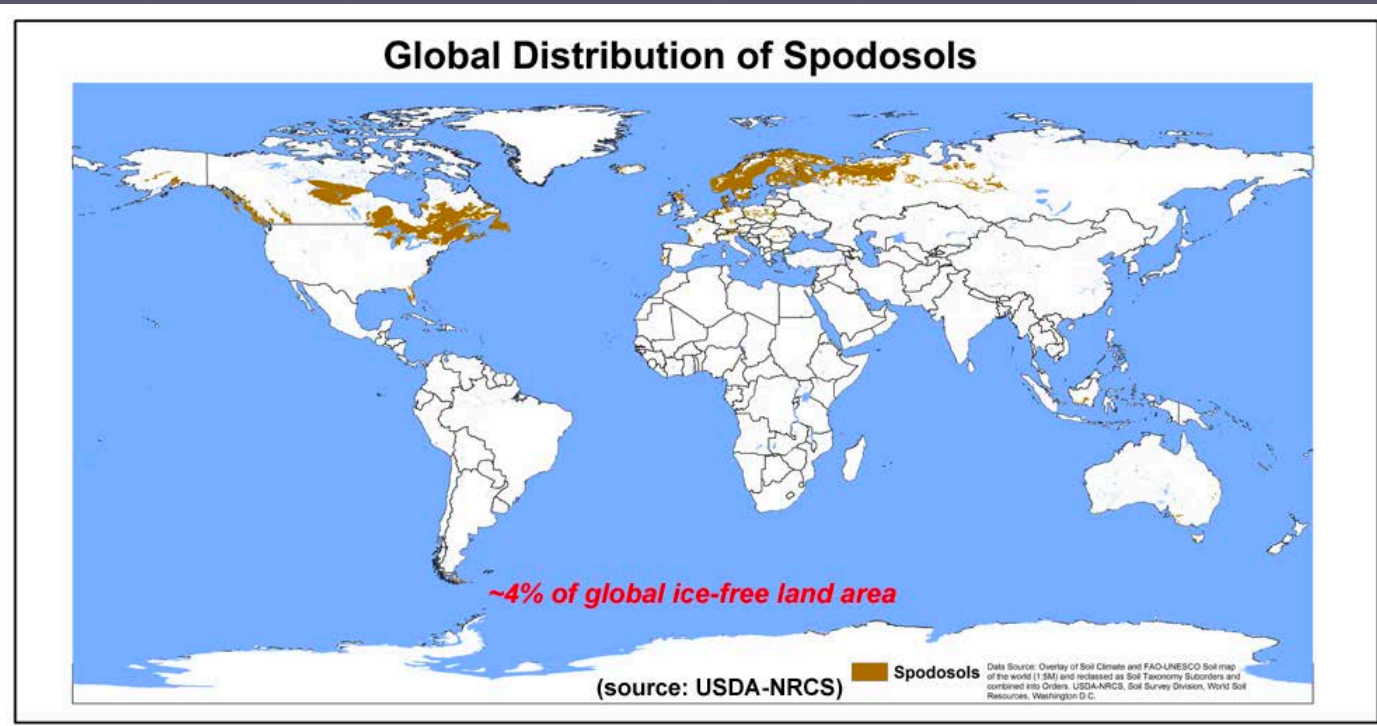 Global Distribution of Spodosols
~4% of global ice-free land area
(source: USDA-NRCS)
Spodosols
Data Source: Overlay of Soil Climate and FAO-UNESCO Soil map
of the world (1:5M) and reclassed as Soil Taxonomy Suborders and
combined into Orders. USDA-NRCS, Soil Survey Division, World Soil
Resources, Washington D.C.